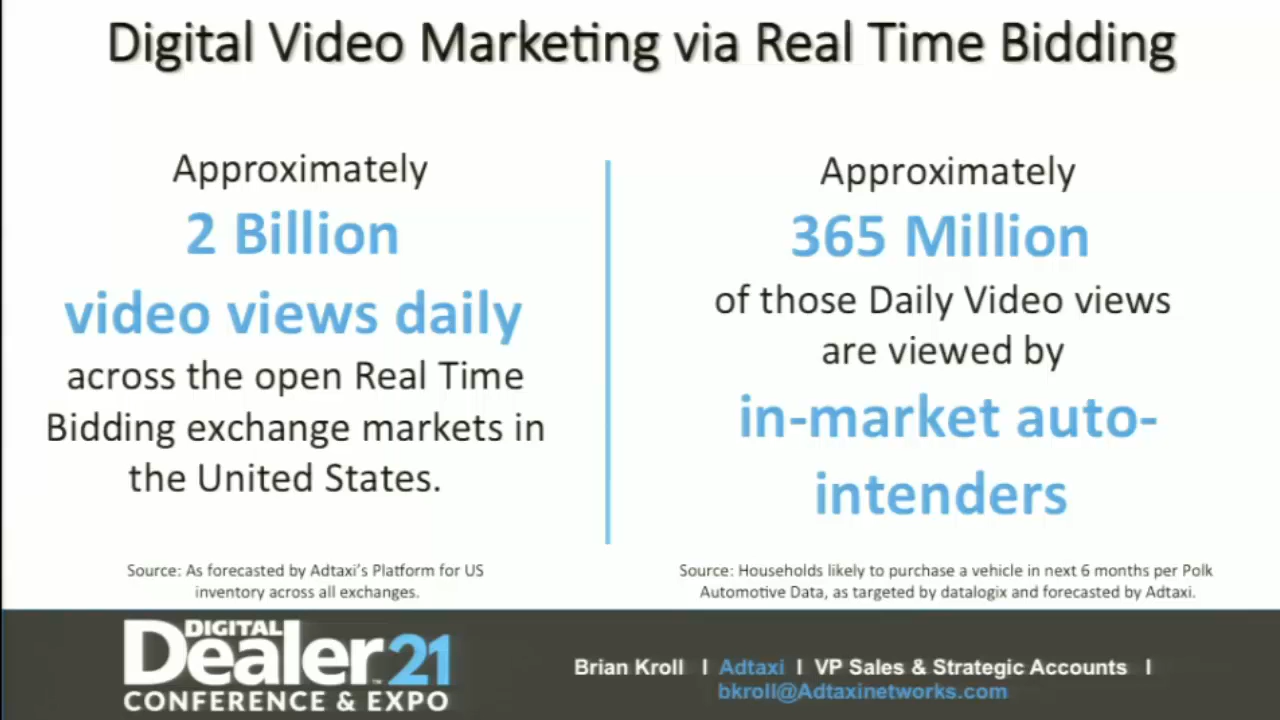 Digital Video Marketing via Real Time Bidding
Approximately
2 Billion
video views daily
across the open Real Time
Bidding exchange markets in
the United States.
Source: As forecasted by Adtaxi's Platform for US
inventory across all exchanges.
Approximately
365 Million
of those Daily Video views
are viewed by
in-market auto-
intenders
Source: Households likely to purchase a vehicle in next 6 months per Polk
Automotive Data, as targeted by datalogix and forecasted by Adtaxi.
DIGITAL
Dealer™ 21
CONFERENCE & EXPO
Brian Kroll I Adtaxi I VP Sales & Strategic Accounts I
bkroll@Adtaxinetworks.com